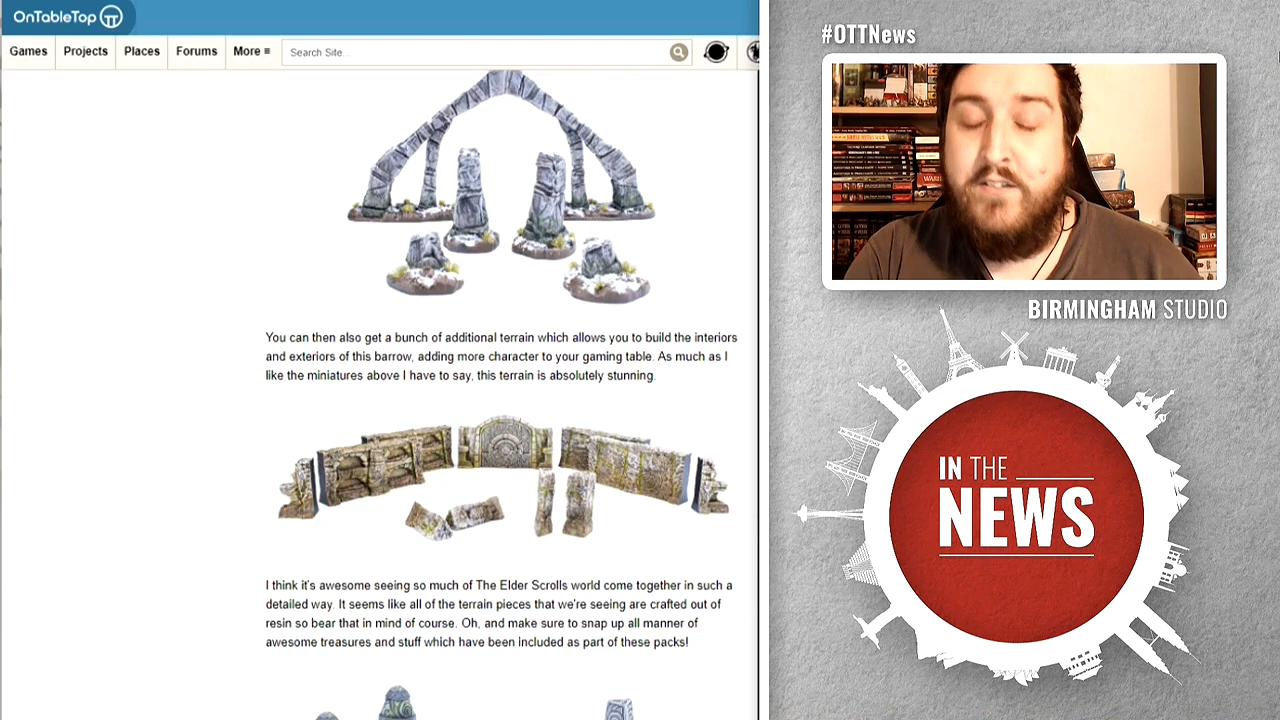 OnTableTop
Games Projects Places Forums More ≡ Search Site...
You can then also get a bunch of additional terrain which allows you to build the interiors
and exteriors of this barrow, adding more character to your gaming table. As much as I
like the miniatures above I have to say, this terrain is absolutely stunning.
I think it's awesome seeing so much of The Elder Scrolls world come together in such a
detailed way. It seems like all of the terrain pieces that we're seeing are crafted out of
resin so bear that in mind of course. Oh, and make sure to snap up all manner of
awesome treasures and stuff which have been included as part of these packs!
#OTTNews
BIRMINGHAM STUDIO
IN THE
NEWS